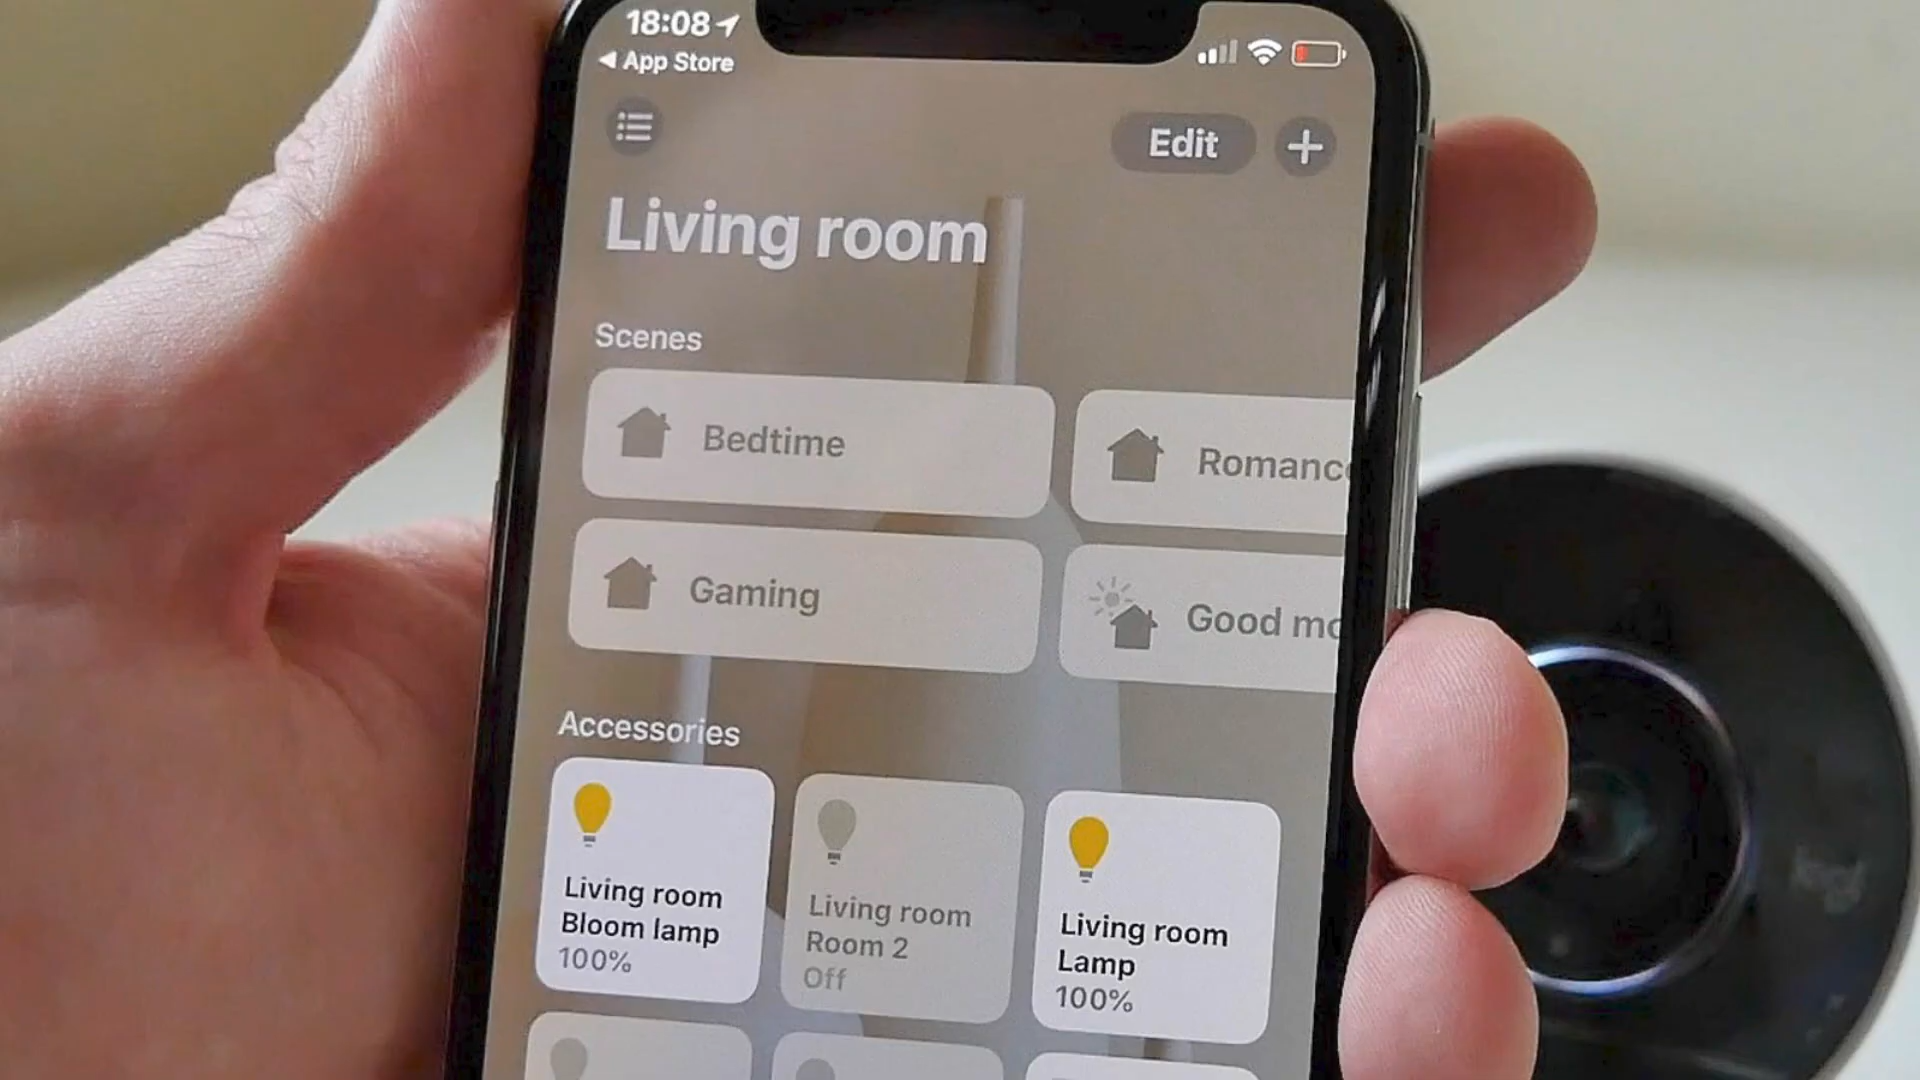 18:08
App Store
Edit
Living room
Scenes
Bedtime
Romanc
Gaming
Good mo
Accessories
Living room
Bloom lamp
100%
Living room
Room 2
Off
Living room
Lamp
100%